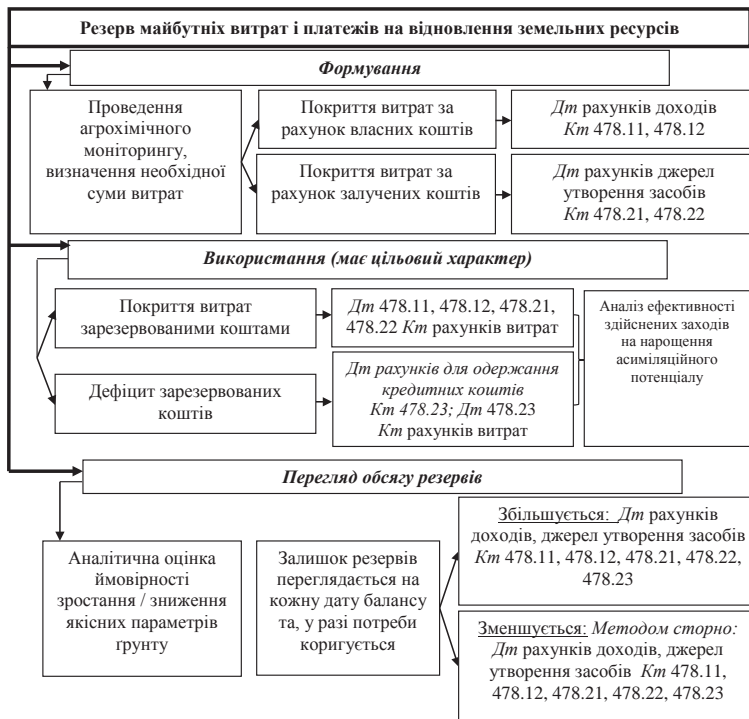 Резерв майбутніх витрат і платежів на відновлення земельних ресурсів
Формування
Проведення
агрохімічного
моніторингу,
визначення необхідної
суми витрат
Покриття витрат за
рахунок власних коштів
Дт рахунків доходів
Кт 478.11, 478.12
Покриття витрат за
рахунок залучених коштів
Дт рахунків джерел
утворення засобів
Кт 478.21, 478.22
Використання (має цільовий характер)
Покриття витрат
зарезервованими коштами
Дт 478.11, 478.12, 478.21,
478.22 Кт рахунків витрат
Дефіцит зарезервованих
коштів
Дт рахунків для одержання
кредитних коштів
Кт 478.23; Дт 478.23
Кт рахунків витрат
Аналіз ефективності
здійснених заходів
на нарощення
асиміляційного
потенціалу
Перегляд обсягу резервів
Аналітична оцінка
ймовірності
зростання / зниження
якісних параметрів
ґрунту
Залишок резервів
переглядається на
кожну дату балансу
та, у разі потреби
коригується
Збільшується: Дт рахунків
доходів, джерел утворення засобів
Кт 478.11, 478.12, 478.21, 478.22,
478.23
Зменшується: Методом сторно:
Дт рахунків доходів, джерел
утворення засобів Кт 478.11,
478.12, 478.21, 478.22, 478.23